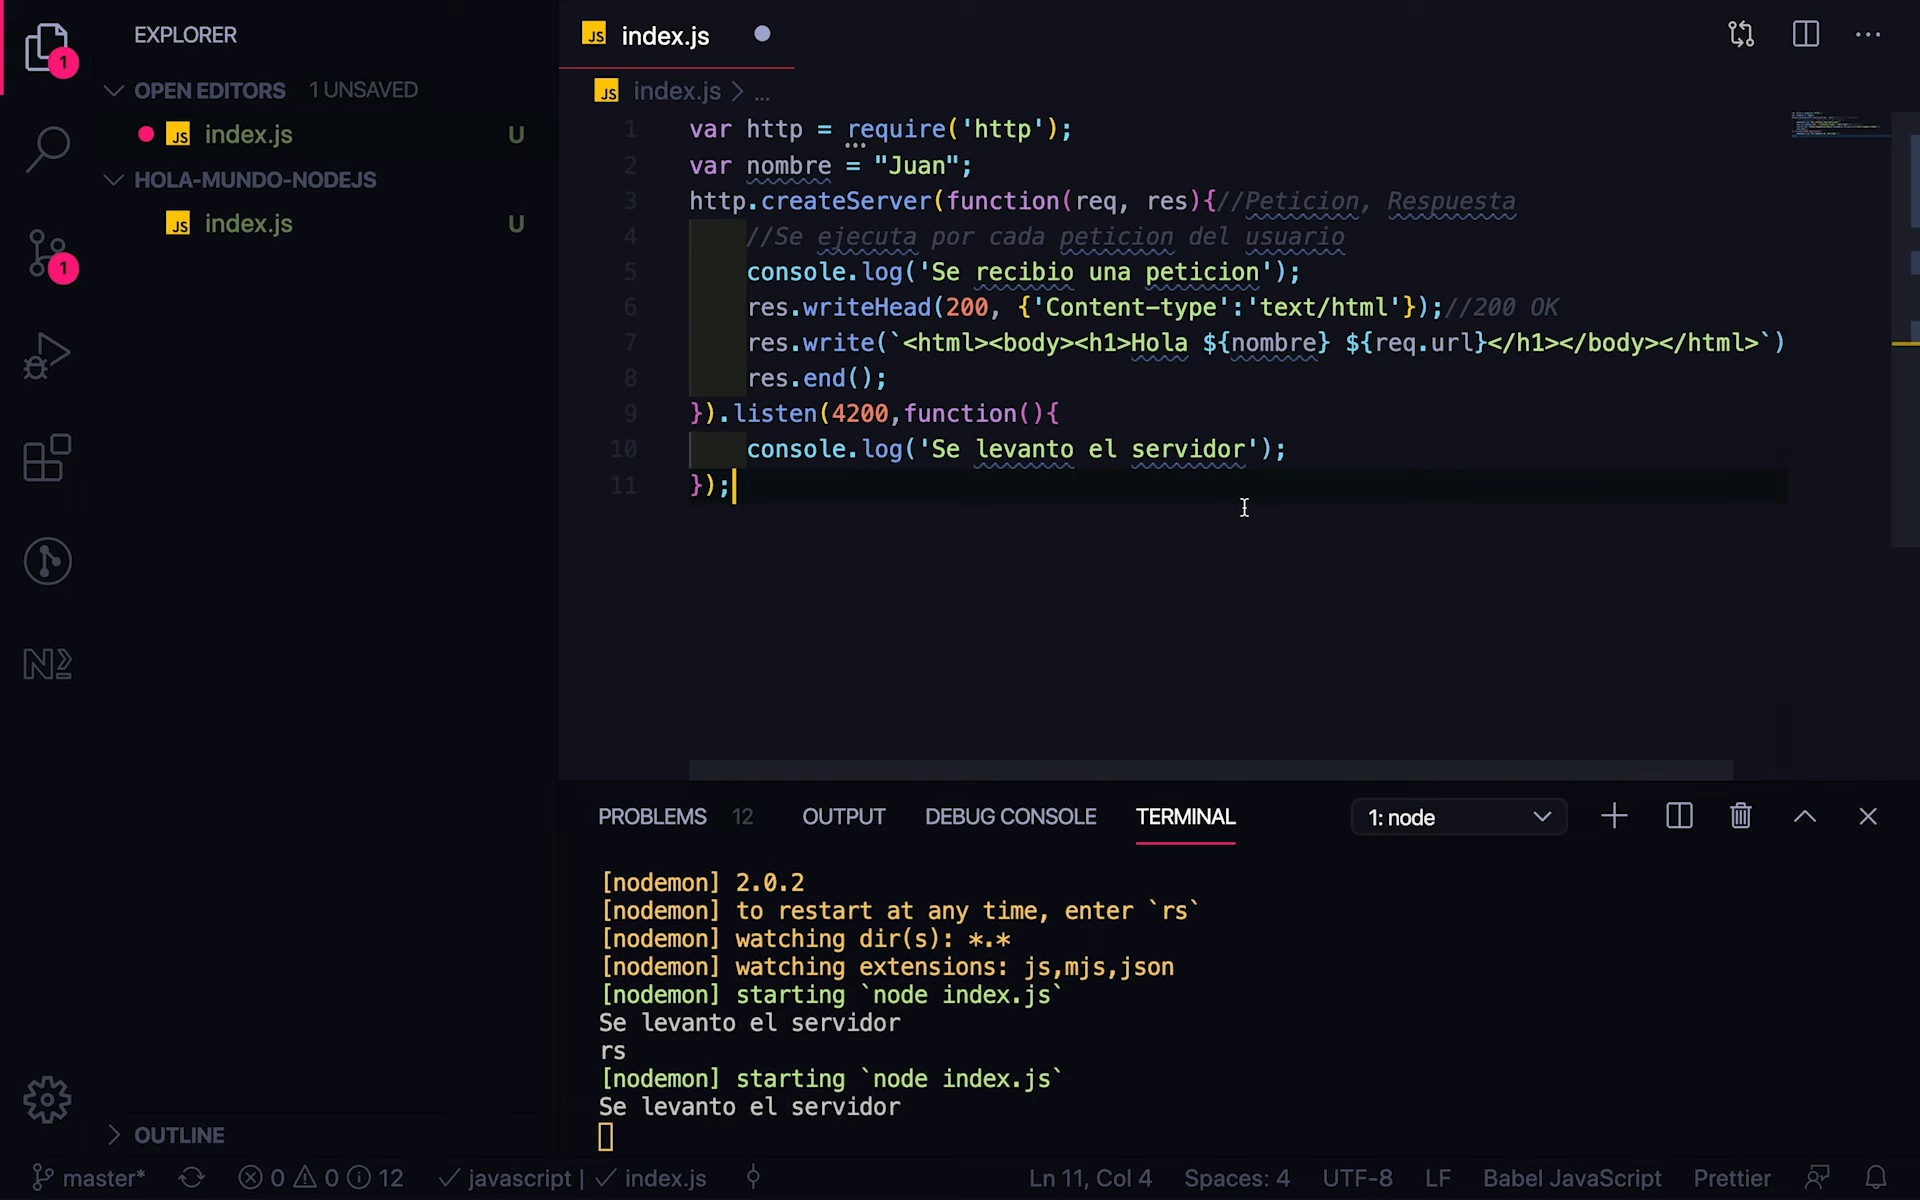 EXPLORER
OPEN EDITORS 1 UNSAVED
JS index.js U
HOLA-MUNDO-NODEJS
JS index.js U
OUTLINE
1
1
JS index.js
JS index.js > ...
1 var http = require('http');
2 var nombre = "Juan";
3 http.createServer(function(req, res){//Peticion, Respuesta
4 //Se ejecuta por cada peticion del usuario
5 console.log('Se recibio una peticion');
6 res.writeHead(200, {'Content-type':'text/html'});//200 OK
7 res.write(`<html><body><h1>Hola ${nombre} ${req.url}</h1></body></html>`)
8 res.end();
9 }).listen(4200,function(){
10 console.log('Se levanto el servidor');
11 });
PROBLEMS 12 OUTPUT DEBUG CONSOLE TERMINAL 1: node
[nodemon] 2.0.2
[nodemon] to restart at any time, enter `rs`
[nodemon] watching dir(s): *.*
[nodemon] watching extensions: js,mjs,json
[nodemon] starting `node index.js`
Se levanto el servidor
rs
[nodemon] starting `node index.js`
Se levanto el servidor
master* 0 0 12 javascript | index.js Ln 11, Col 4 Spaces: 4 UTF-8 LF Babel JavaScript Prettier